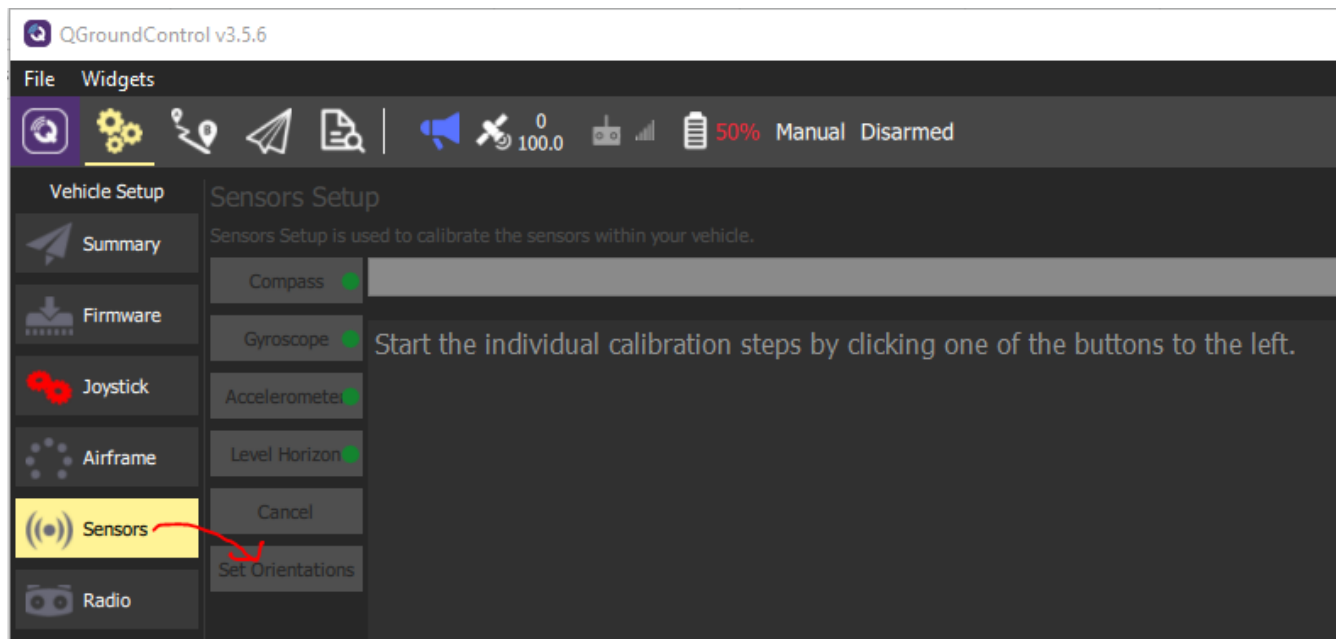 QGroundControl v3.5.6
File Widgets
0
100.0
50% Manual Disarmed
Vehicle Setup
Summary
Firmware
Joystick
Airframe
Sensors
Radio
Sensors Setup
Sensors Setup is used to calibrate the sensors within your vehicle.
Compass
Gyroscope
Accelerometer
Level Horizon
Cancel
Set Orientations
Start the individual calibration steps by clicking one of the buttons to the left.